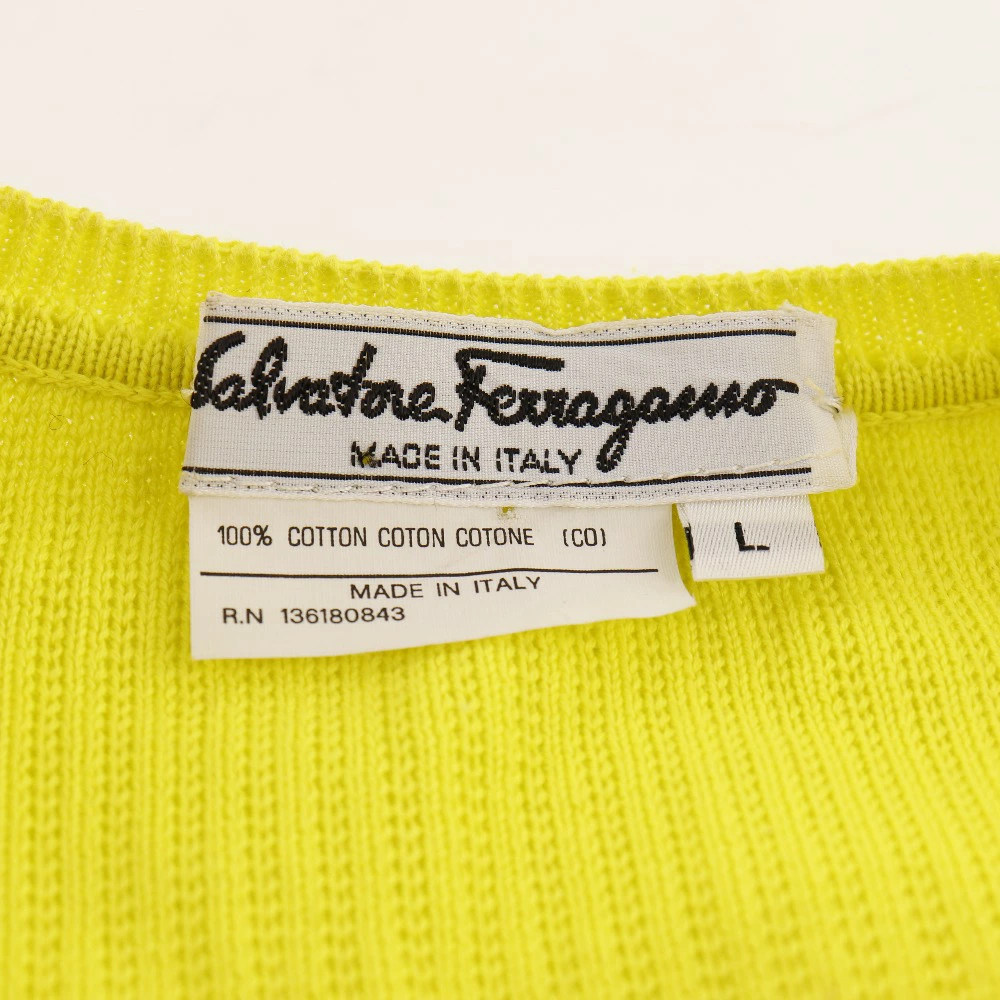 Salvatore Ferragamo
MADE IN ITALY
100% COTTON COTON COTONE (CO)
MADE IN ITALY
R.N 136180843
L.